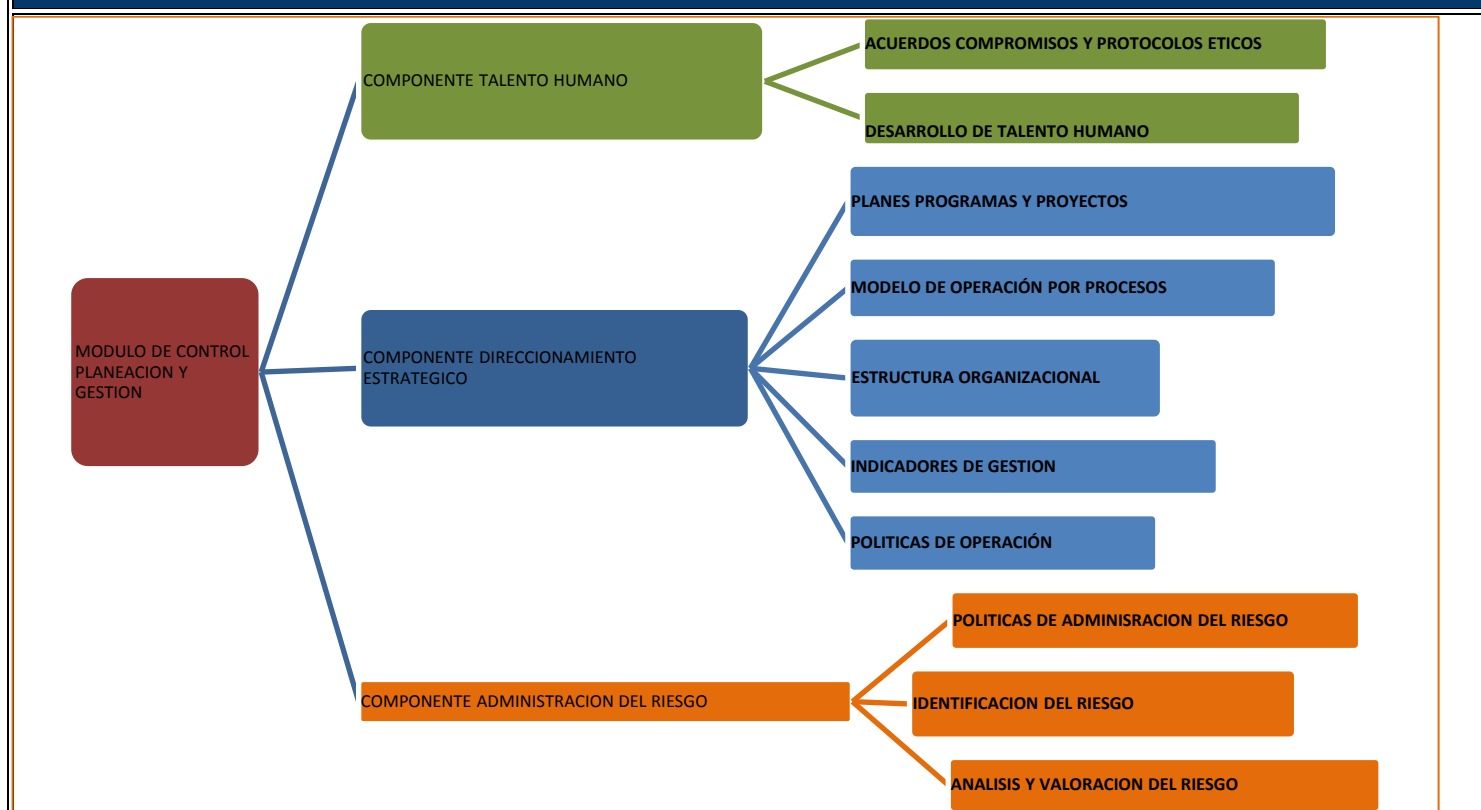 MODULO DE CONTROL
PLANEACION Y
GESTION
COMPONENTE TALENTO HUMANO
ACUERDOS COMPROMISOS Y PROTOCOLOS ETICOS
DESARROLLO DE TALENTO HUMANO
COMPONENTE DIRECCIONAMIENTO
ESTRATEGICO
PLANES PROGRAMAS Y PROYECTOS
MODELO DE OPERACIÓN POR PROCESOS
ESTRUCTURA ORGANIZACIONAL
INDICADORES DE GESTION
POLITICAS DE OPERACIÓN
COMPONENTE ADMINISTRACION DEL RIESGO
POLITICAS DE ADMINISRACION DEL RIESGO
IDENTIFICACION DEL RIESGO
ANALISIS Y VALORACION DEL RIESGO